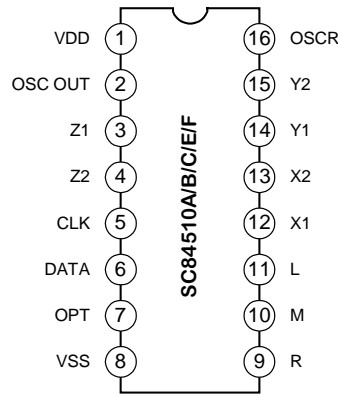 VDD 1 16 OSCR
OSC OUT 2 15 Y2
Z1 3 14 Y1
Z2 4 13 X2
CLK 5 12 X1
DATA 6 11 L
OPT 7 10 M
VSS 8 9 R
SC84510A/B/C/E/F